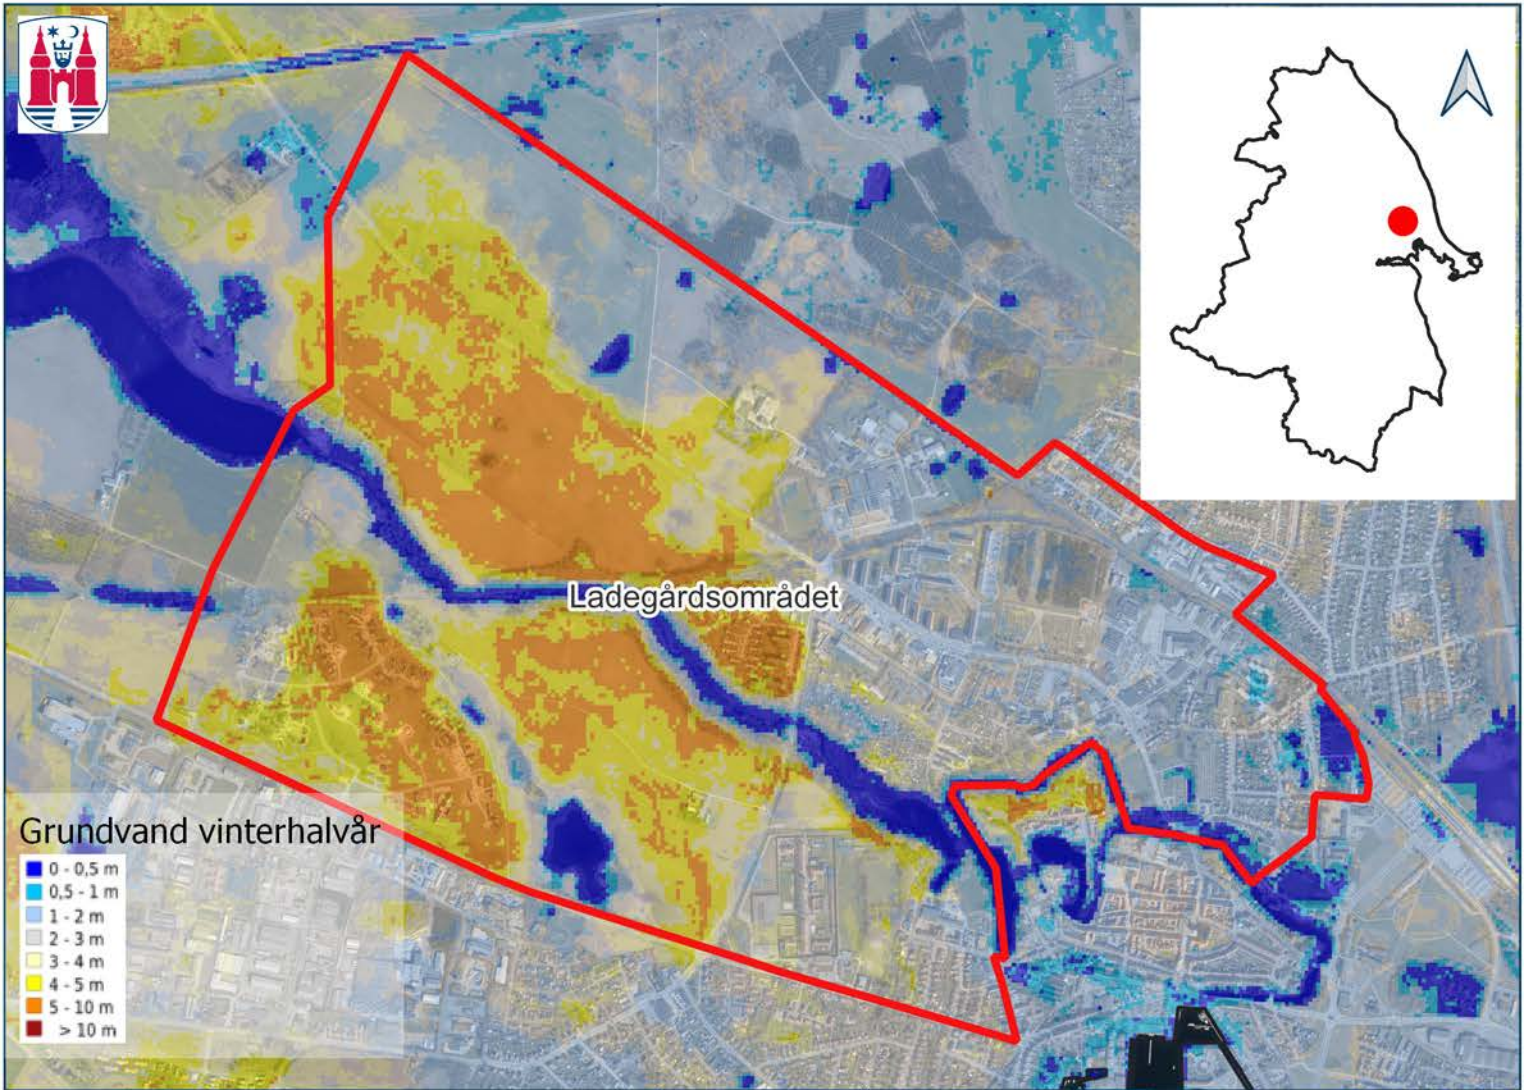 Ladegårdsområdet
Grundvand vinterhalvår
0 - 0,5 m
0,5 - 1 m
1 - 2 m
2 - 3 m
3 - 4 m
4 - 5 m
5 - 10 m
> 10 m